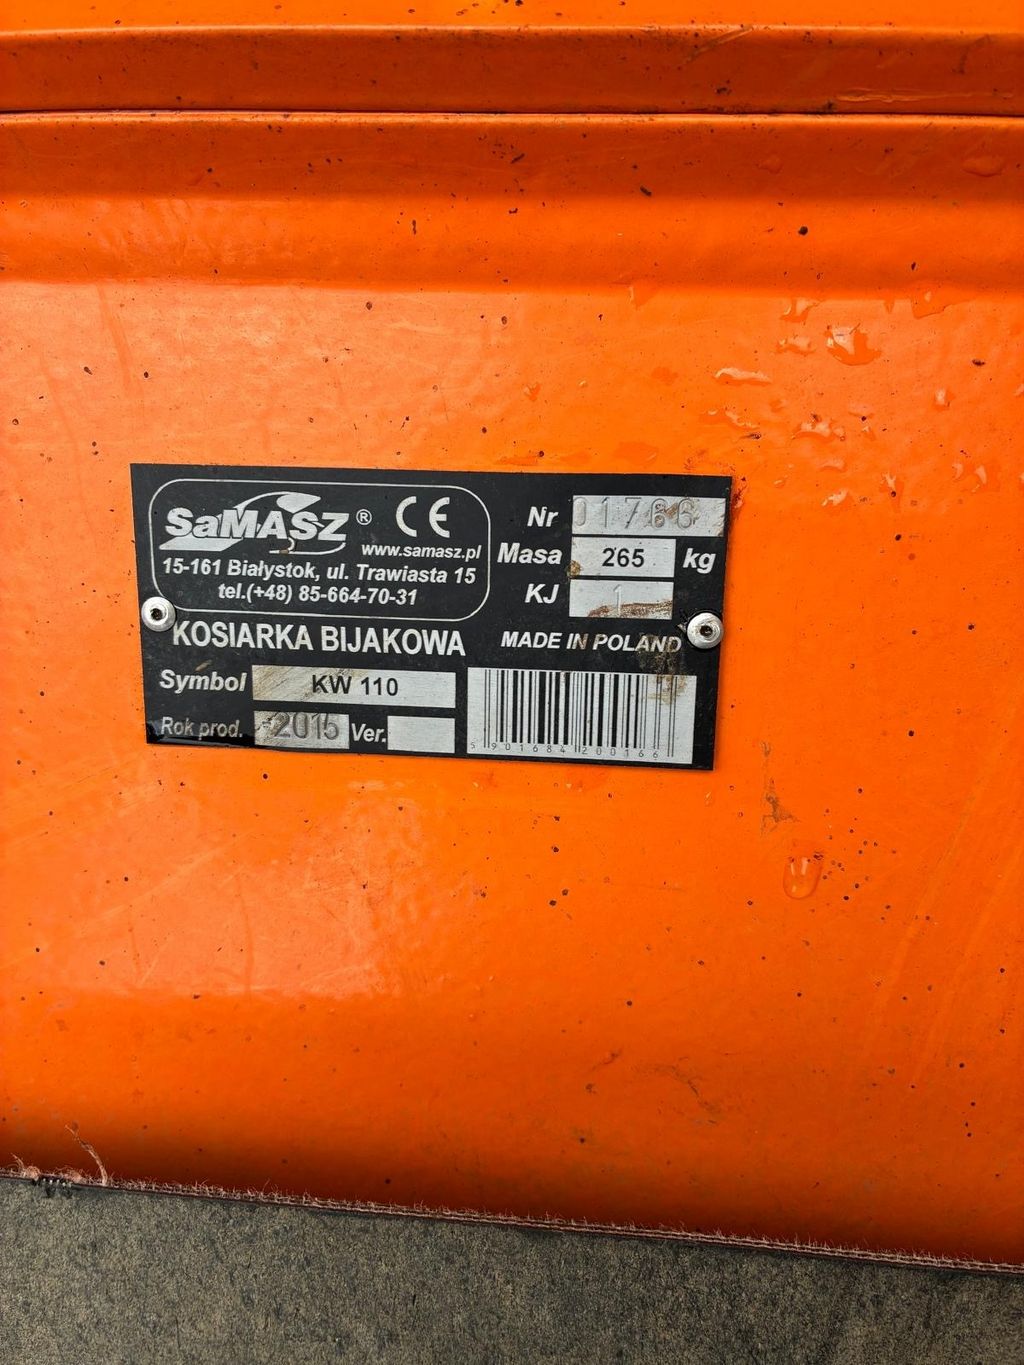 SaMASZ ® CE
www.samasz.pl
15-161 Białystok, ul. Trawiasta 15
tel.(+48) 85-664-70-31
Nr 01766
Masa 265 kg
KJ 1
KOSIARKA BIJAKOWA MADE IN POLAND
Symbol KW 110
Rok prod. 2015 Ver.
5901684200166